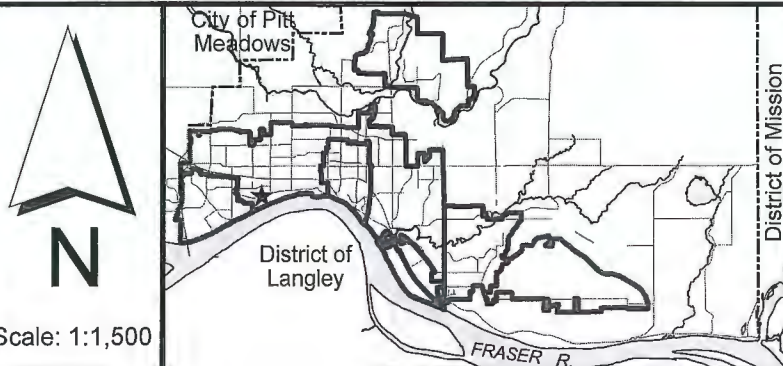 N
Scale: 1:1,500
City of Pitt
Meadows
District of
Langley
FRASER R.
District of Mission